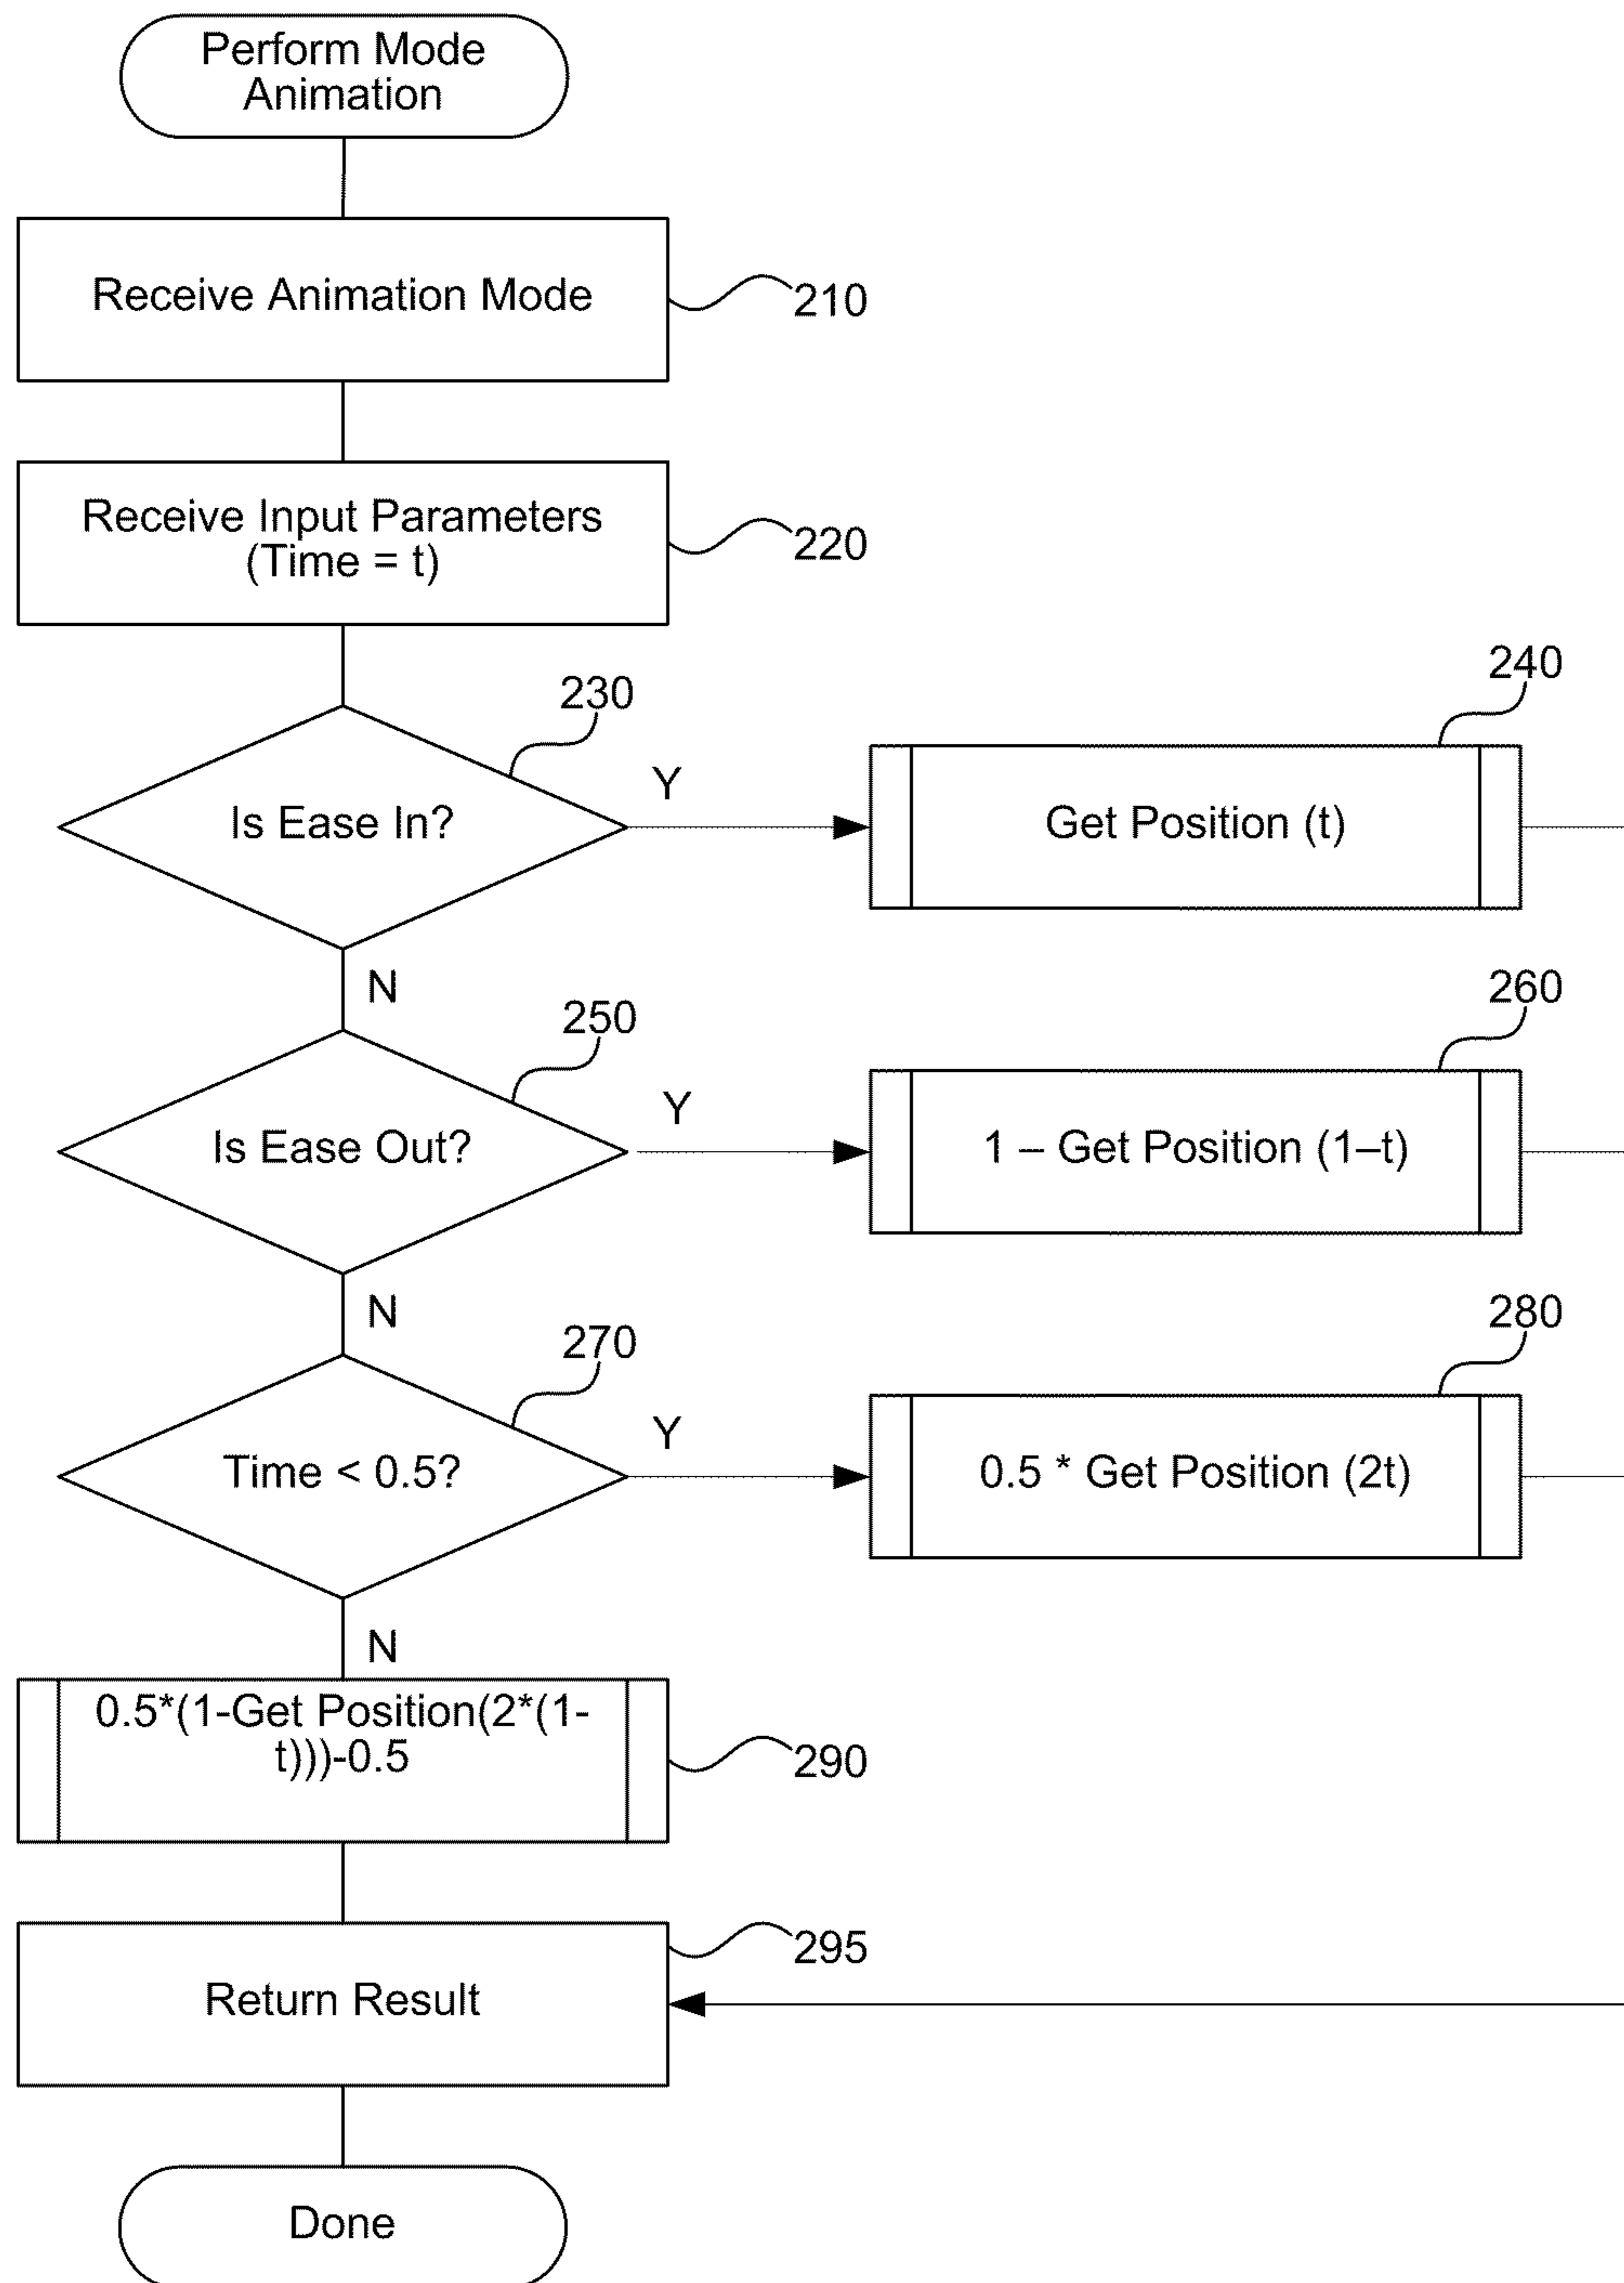 Perform Mode
Animation
Receive Animation Mode
210
Receive Input Parameters
(Time = t)
220
230
Is Ease In?
Y
240
Get Position (t)
N
250
Is Ease Out?
Y
260
1 – Get Position (1–t)
N
270
Time < 0.5?
Y
280
0.5 * Get Position (2t)
N
0.5*(1-Get Position(2*(1-
t)))-0.5
290
295
Return Result
Done